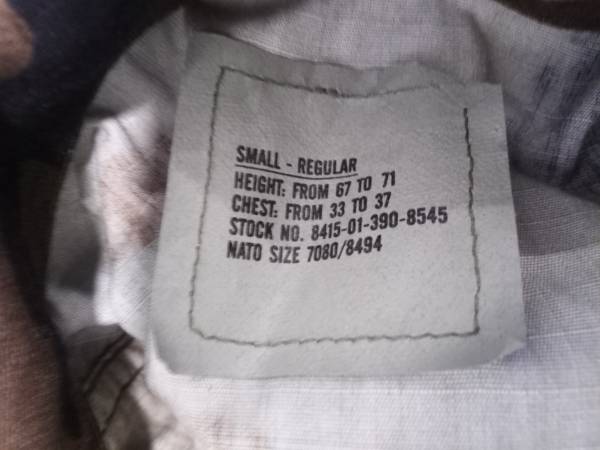 SMALL - REGULAR
HEIGHT: FROM 67 TO 71
CHEST: FROM 33 TO 37
STOCK NO. 8415-01-390-8545
NATO SIZE 7080/8494